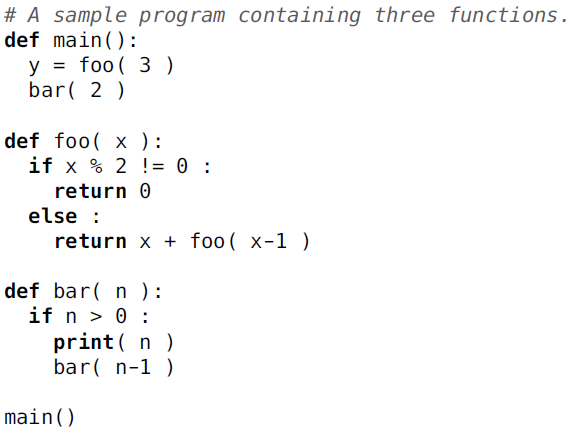 # A sample program containing three functions.
def main():
  y = foo( 3 )
  bar( 2 )

def foo( x ):
  if x % 2 != 0 :
    return 0
  else :
    return x + foo( x-1 )

def bar( n ):
  if n > 0 :
    print( n )
    bar( n-1 )

main()